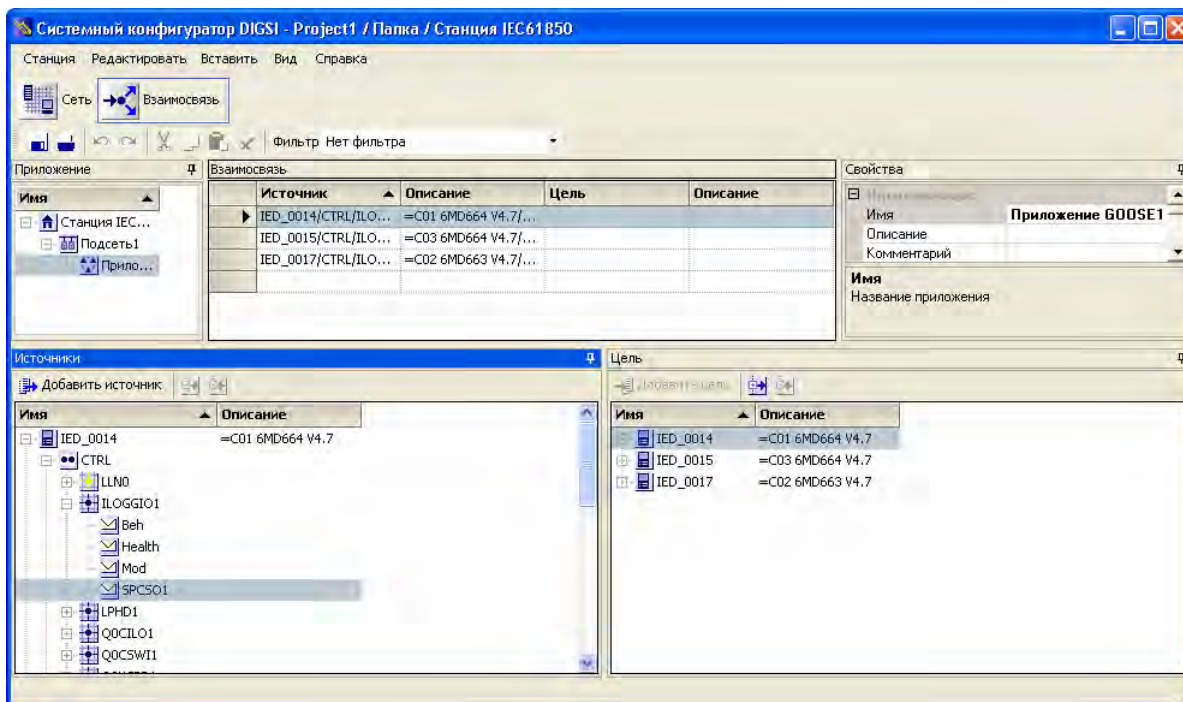 Системный конфигуратор DIGSI - Project1 / Папка / Станция IEC61850
Станция Редактировать Вставить Вид Справка
Сеть Взаимосвязь
Фильтр Нет фильтра
Приложение
Имя
Станция IEC...
Подсеть1
Прило...
Взаимосвязь
Источник Описание Цель Описание
IED_0014/CTRL/ILO... =C01 6MD664 V4.7/...
IED_0015/CTRL/ILO... =C03 6MD664 V4.7/...
IED_0017/CTRL/ILO... =C02 6MD663 V4.7/...
Свойства
Имя Приложение GOOSE1
Описание
Комментарий
Имя
Название приложения
Источники
Добавить источник
Имя Описание
IED_0014 =C01 6MD664 V4.7
CTRL
LLN0
ILOGGIO1
Beh
Health
Mod
SPCSO1
LPHD1
Q0CILO1
Q0CSWI1
Цель
Добавить цель
Имя Описание
IED_0014 =C01 6MD664 V4.7
IED_0015 =C03 6MD664 V4.7
IED_0017 =C02 6MD663 V4.7